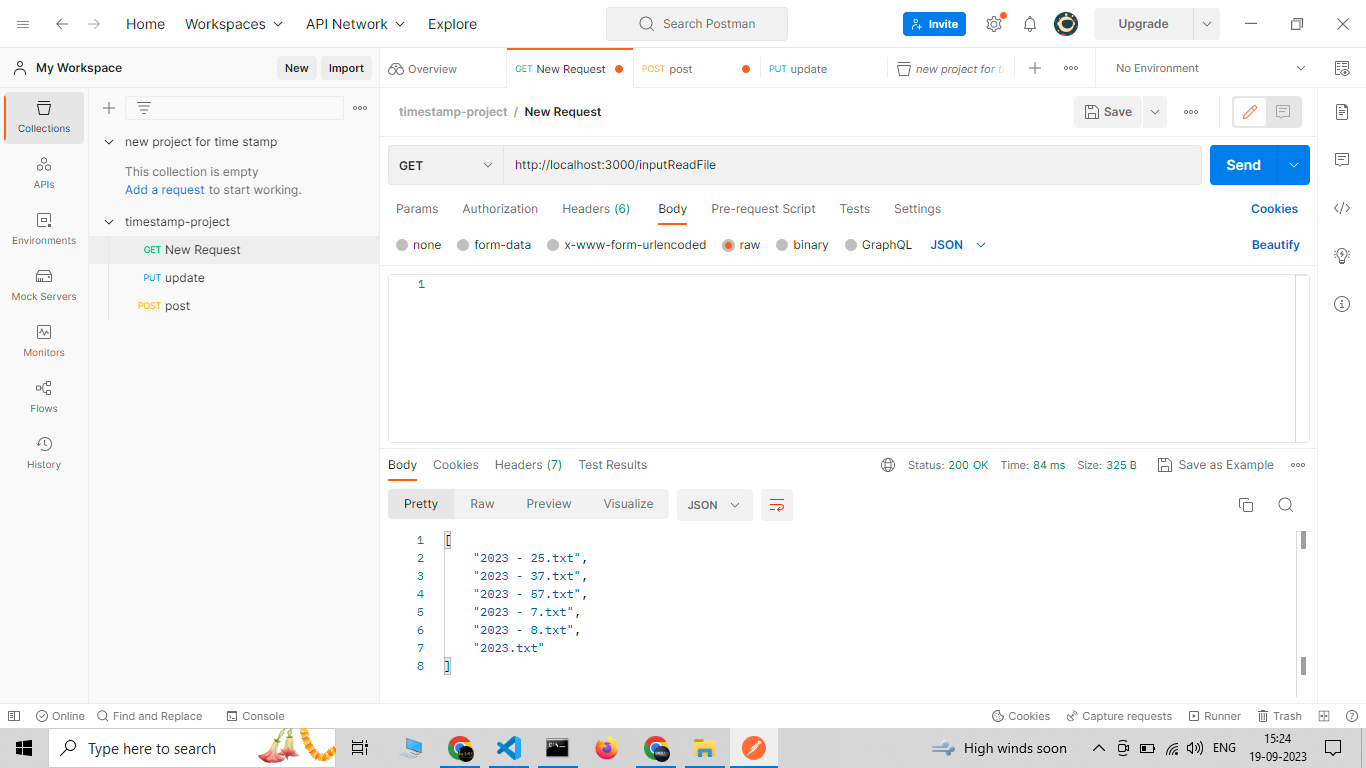 Home Workspaces API Network Explore Search Postman Invite Upgrade
My Workspace New Import Overview GET New Request POST post PUT update new project for t No Environment
Collections
APIs
Environments
Mock Servers
Monitors
Flows
History
new project for time stamp
This collection is empty
Add a request to start working.
timestamp-project
GET New Request
PUT update
POST post
timestamp-project / New Request Save
GET http://localhost:3000/inputReadFile Send
Params Authorization Headers (6) Body Pre-request Script Tests Settings Cookies
none form-data x-www-form-urlencoded raw binary GraphQL JSON Beautify
1
Body Cookies Headers (7) Test Results Status: 200 OK Time: 84 ms Size: 325 B Save as Example
Pretty Raw Preview Visualize JSON
1 [
2 "2023 - 25.txt",
3 "2023 - 37.txt",
4 "2023 - 57.txt",
5 "2023 - 7.txt",
6 "2023 - 8.txt",
7 "2023.txt"
8 ]
Online Find and Replace Console Cookies Capture requests Runner Trash
Type here to search High winds soon ENG 15:24
19-09-2023